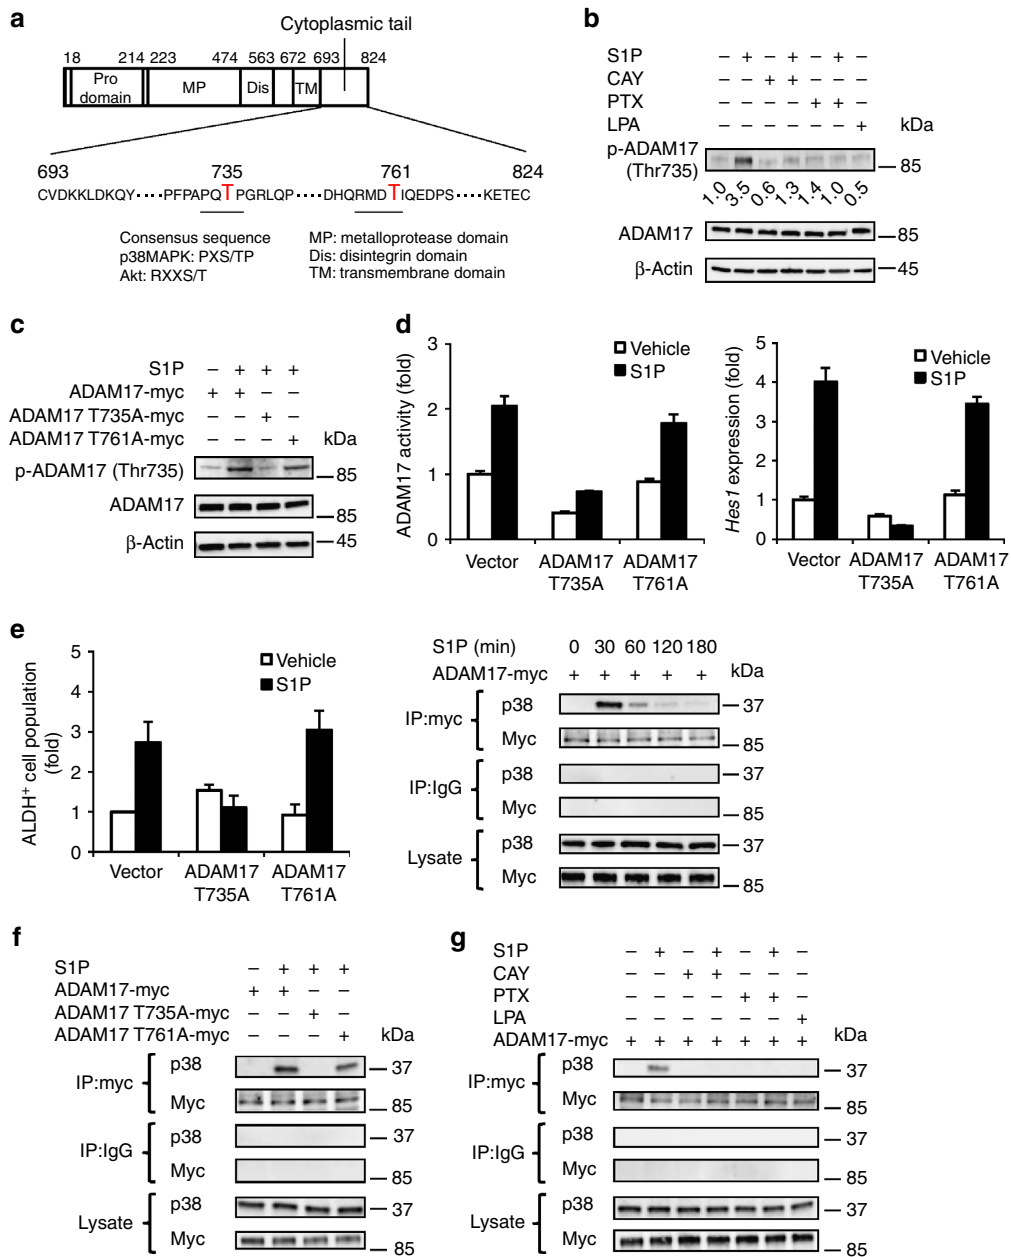 a
Cytoplasmic tail
18 214 223 474 563 672 693 824
Pro domain MP Dis TM
693 735 761 824
CVDKKLDKQY····PFPAPQTPGRLQP····DHQRMDTIQEDPS····KETEC
Consensus sequence
p38MAPK: PXS/TP
Akt: RXXS/T
MP: metalloprotease domain
Dis: disintegrin domain
TM: transmembrane domain
b
S1P – + – + – + –
CAY – – + + – – –
PTX – – – – + + –
LPA – – – – – – + kDa
p-ADAM17 (Thr735) 85
1.0 3.5 0.6 1.3 1.4 1.0 0.5
ADAM17 85
β-Actin 45
c
S1P – + + +
ADAM17-myc + + – –
ADAM17 T735A-myc – – + –
ADAM17 T761A-myc – – – + kDa
p-ADAM17 (Thr735) 85
ADAM17 85
β-Actin 45
d
ADAM17 activity (fold)
3
2
1
0
Vehicle
S1P
Vector ADAM17 T735A ADAM17 T761A
Hes1 expression (fold)
5
4
3
2
1
0
Vehicle
S1P
Vector ADAM17 T735A ADAM17 T761A
e
ALDH+ cell population (fold)
5
4
3
2
1
0
Vehicle
S1P
Vector ADAM17 T735A ADAM17 T761A
S1P (min) 0 30 60 120 180
ADAM17-myc + + + + + kDa
IP:myc p38 37
Myc 85
IP:IgG p38 37
Myc 85
Lysate p38 37
Myc 85
f
S1P – + + +
ADAM17-myc + + – –
ADAM17 T735A-myc – – + –
ADAM17 T761A-myc – – – + kDa
IP:myc p38 37
Myc 85
IP:IgG p38 37
Myc 85
Lysate p38 37
Myc 85
g
S1P – + – + – + –
CAY – – + + – – –
PTX – – – – + + –
LPA – – – – – – +
ADAM17-myc + + + + + + + kDa
IP:myc p38 37
Myc 85
IP:IgG p38 37
Myc 85
Lysate p38 37
Myc 85